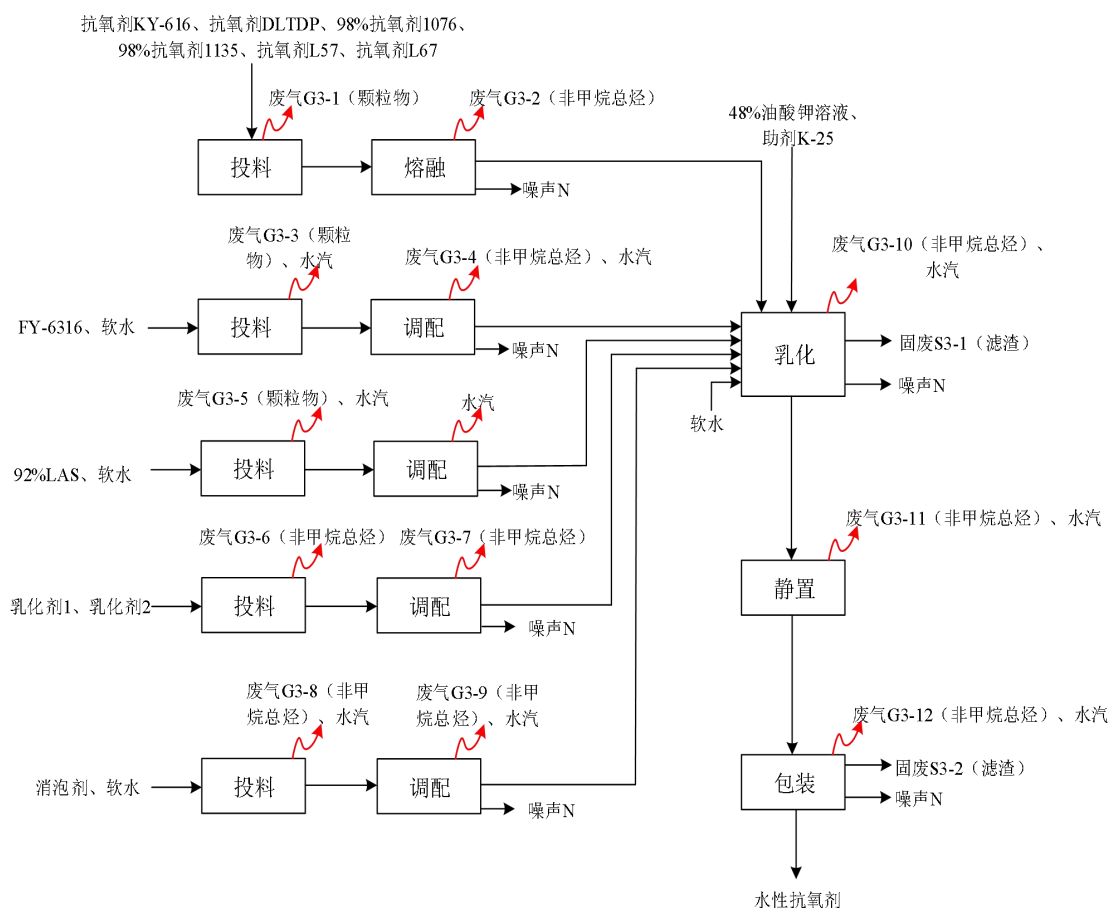 抗氧剂KY-616、抗氧剂DLTDP、98%抗氧剂1076、
98%抗氧剂1135、抗氧剂L57、抗氧剂L67
废气G3-1（颗粒物）
废气G3-2（非甲烷总烃）
48%油酸钾溶液、
助剂K-25
投料
熔融
噪声N
废气G3-3（颗粒
物）、水汽
废气G3-4（非甲烷总烃）、水汽
废气G3-10（非甲烷总烃）、
水汽
FY-6316、软水
投料
调配
噪声N
乳化
固废S3-1（滤渣）
噪声N
软水
废气G3-5（颗粒物）、水汽
水汽
92%LAS、软水
投料
调配
噪声N
废气G3-6（非甲烷总烃）
废气G3-7（非甲烷总烃）
废气G3-11（非甲烷总烃）、水汽
乳化剂1、乳化剂2
投料
调配
噪声N
静置
废气G3-8（非甲
烷总烃）、水汽
废气G3-9（非甲
烷总烃）、水汽
废气G3-12（非甲烷总烃）、水汽
消泡剂、软水
投料
调配
噪声N
包装
固废S3-2（滤渣）
噪声N
水性抗氧剂